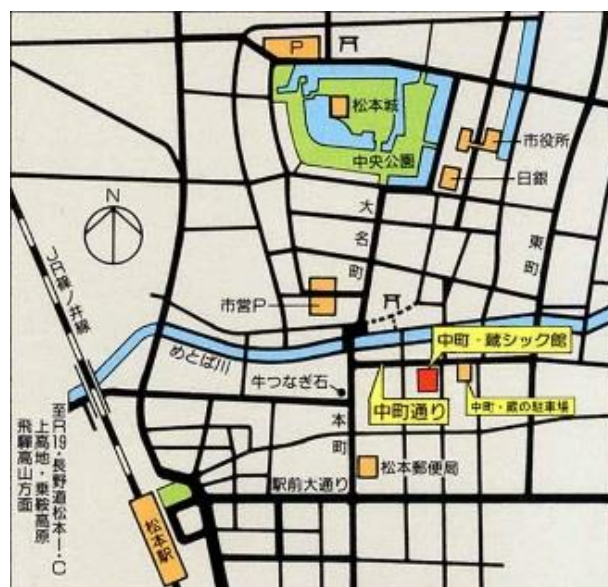 P
松本城
中央公園
市役所
日銀
N
大名町
東町
JR篠ノ井線
市営P
めとば川
中町・蔵シック館
牛つなぎ石
中町通り
中町・蔵の駐車場
本町
松本郵便局
駅前大通り
至R19・長野道松本I・C
上高地・乗鞍高原
飛騨高山方面
松本駅